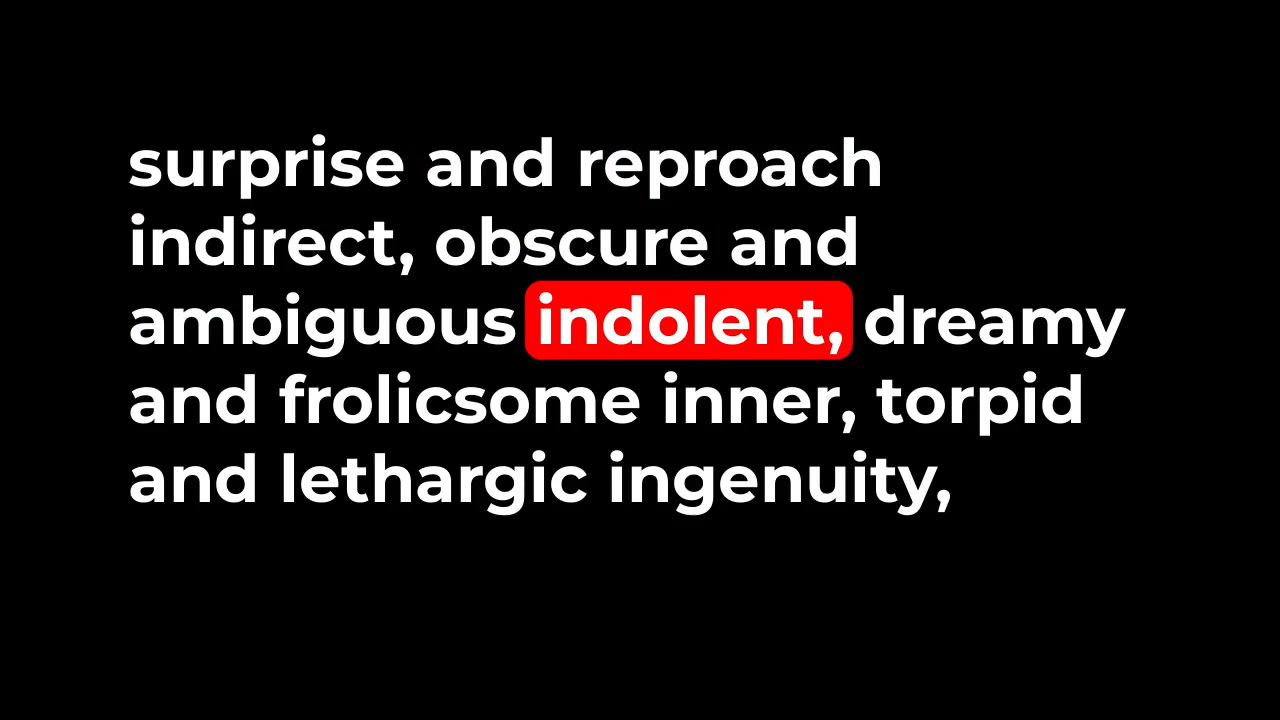 surprise and reproach
indirect, obscure and
ambiguous indolent, dreamy
and frolicsome inner, torpid
and lethargic ingenuity,